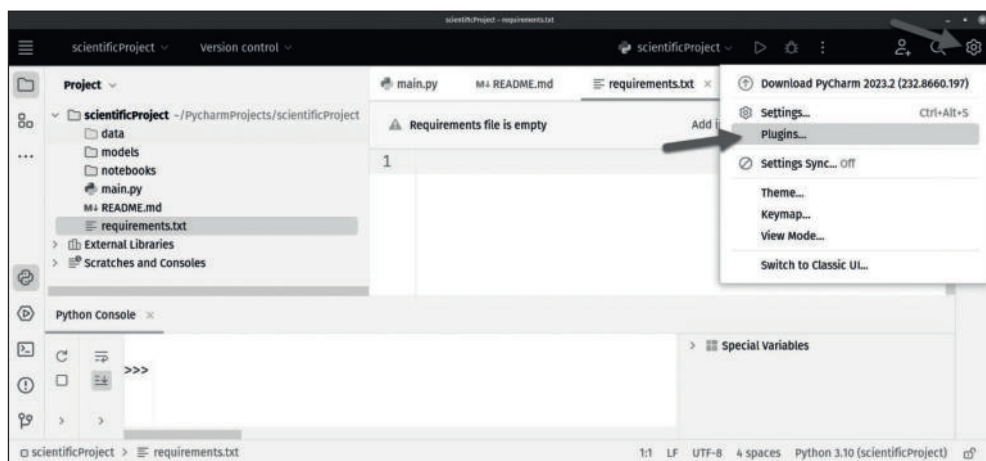 scientificProject – requirements.txt
scientificProject Version control scientificProject
Project
main.py M↓ README.md requirements.txt ×
Download PyCharm 2023.2 (232.8660.197)
Settings... Ctrl+Alt+S
Plugins...
Settings Sync... Off
Theme...
Keymap...
View Mode...
Switch to Classic UI...
scientificProject ~/PycharmProjects/scientificProject
data
models
notebooks
main.py
M↓ README.md
requirements.txt
External Libraries
Scratches and Consoles
Requirements file is empty Add
1
Python Console ×
>>>
Special Variables
scientificProject > requirements.txt 1:1 LF UTF-8 4 spaces Python 3.10 (scientificProject)